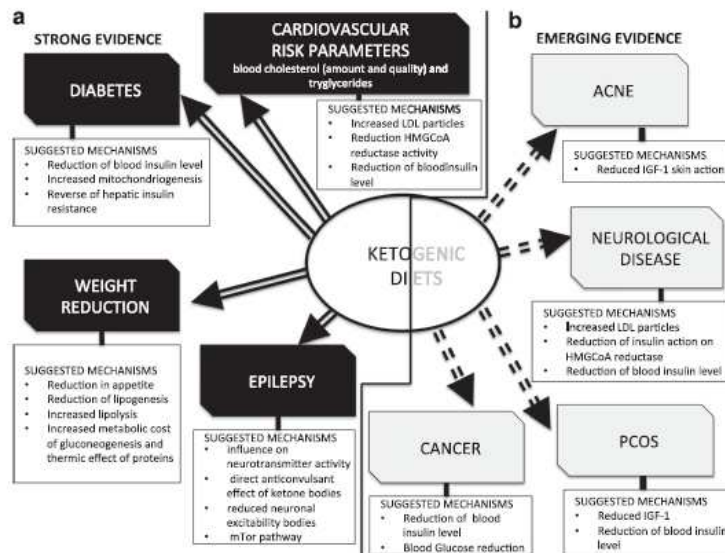 a
STRONG EVIDENCE
DIABETES
SUGGESTED MECHANISMS
• Reduction of blood insulin level
• Increased mitochondriogenesis
• Reverse of hepatic insulin
resistance
CARDIOVASCULAR
RISK PARAMETERS
blood cholesterol (amount and quality) and
tryglycerides
SUGGESTED MECHANISMS
• Increased LDL particles
• Reduction HMGCoA
reductase activity
• Reduction of bloodinsulin
level
KETOGENIC
DIETS
WEIGHT
REDUCTION
SUGGESTED MECHANISMS
• Reduction in appetite
• Reduction of lipogenesis
• Increased lipolysis
• Increased metabolic cost
of gluconeogenesis and
thermic effect of proteins
EPILEPSY
SUGGESTED MECHANISMS
• influence on
neurotransmitter activity
• direct anticonvulsant
effect of ketone bodies
• reduced neuronal
excitability bodies
• mTor pathway
b
EMERGING EVIDENCE
ACNE
SUGGESTED MECHANISMS
• Reduced IGF-1 skin action
NEUROLOGICAL
DISEASE
SUGGESTED MECHANISMS
• Increased LDL particles
• Reduction of insulin action on
HMGCoA reductase
• Reduction of blood insulin level
CANCER
SUGGESTED MECHANISMS
• Reduction of blood
insulin level
• Blood Glucose reduction
PCOS
SUGGESTED MECHANISMS
• Reduced IGF-1
• Reduction of blood insulin
level